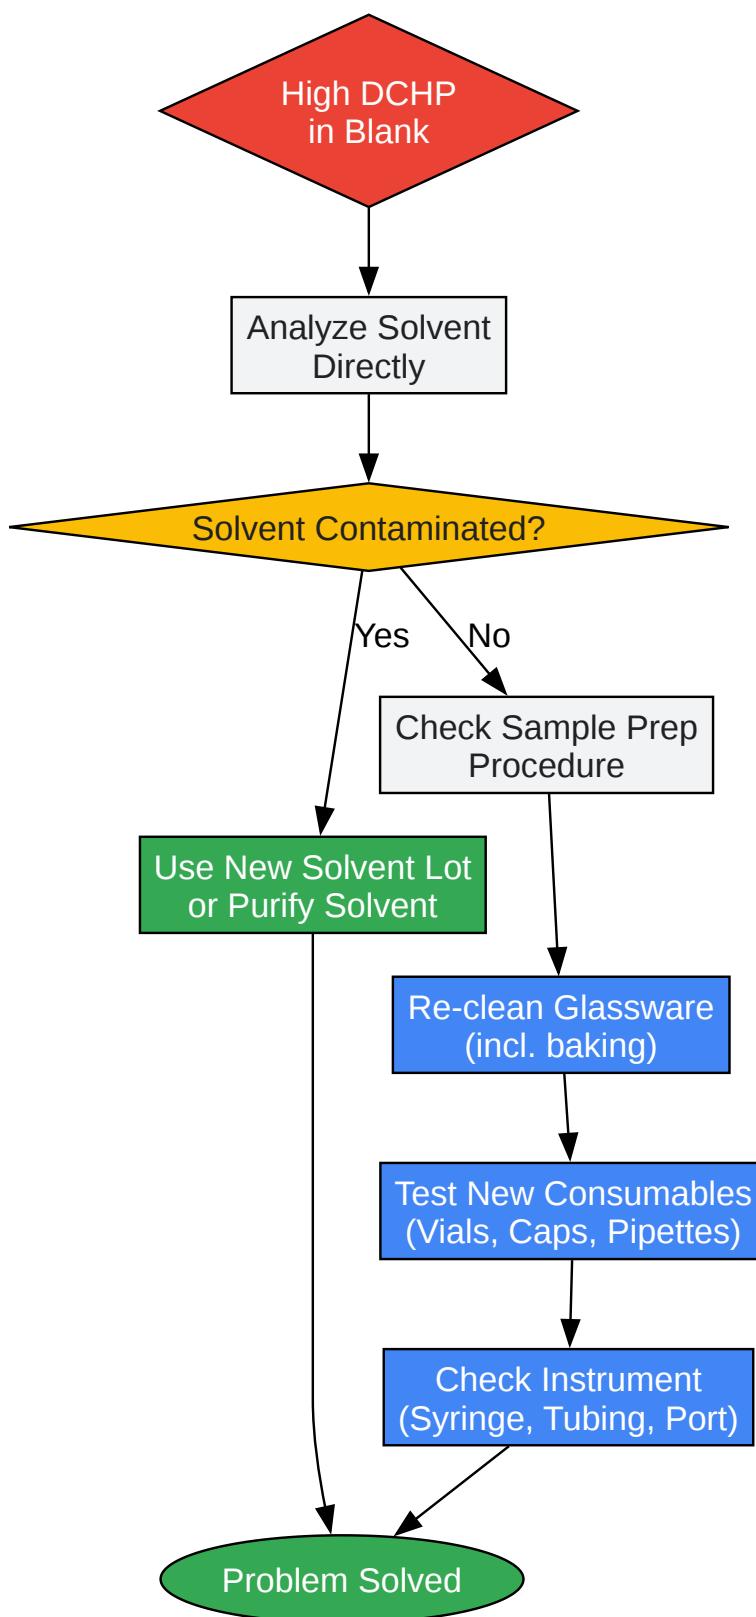 High DCHP
in Blank
Analyze Solvent
Directly
Solvent Contaminated?
Yes
No
Check Sample Prep
Procedure
Use New Solvent Lot
or Purify Solvent
Re-clean Glassware
(incl. baking)
Test New Consumables
(Vials, Caps, Pipettes)
Check Instrument
(Syringe, Tubing, Port)
Problem Solved